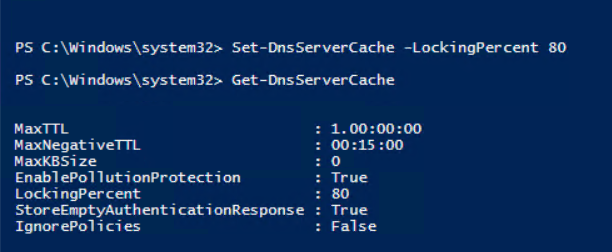 PS C:\Windows\system32> Set-DnsServerCache -LockingPercent 80
PS C:\Windows\system32> Get-DnsServerCache
MaxTTL : 1.00:00:00
MaxNegativeTTL : 00:15:00
MaxKBSize : 0
EnablePollutionProtection : True
LockingPercent : 80
StoreEmptyAuthenticationResponse : True
IgnorePolicies : False